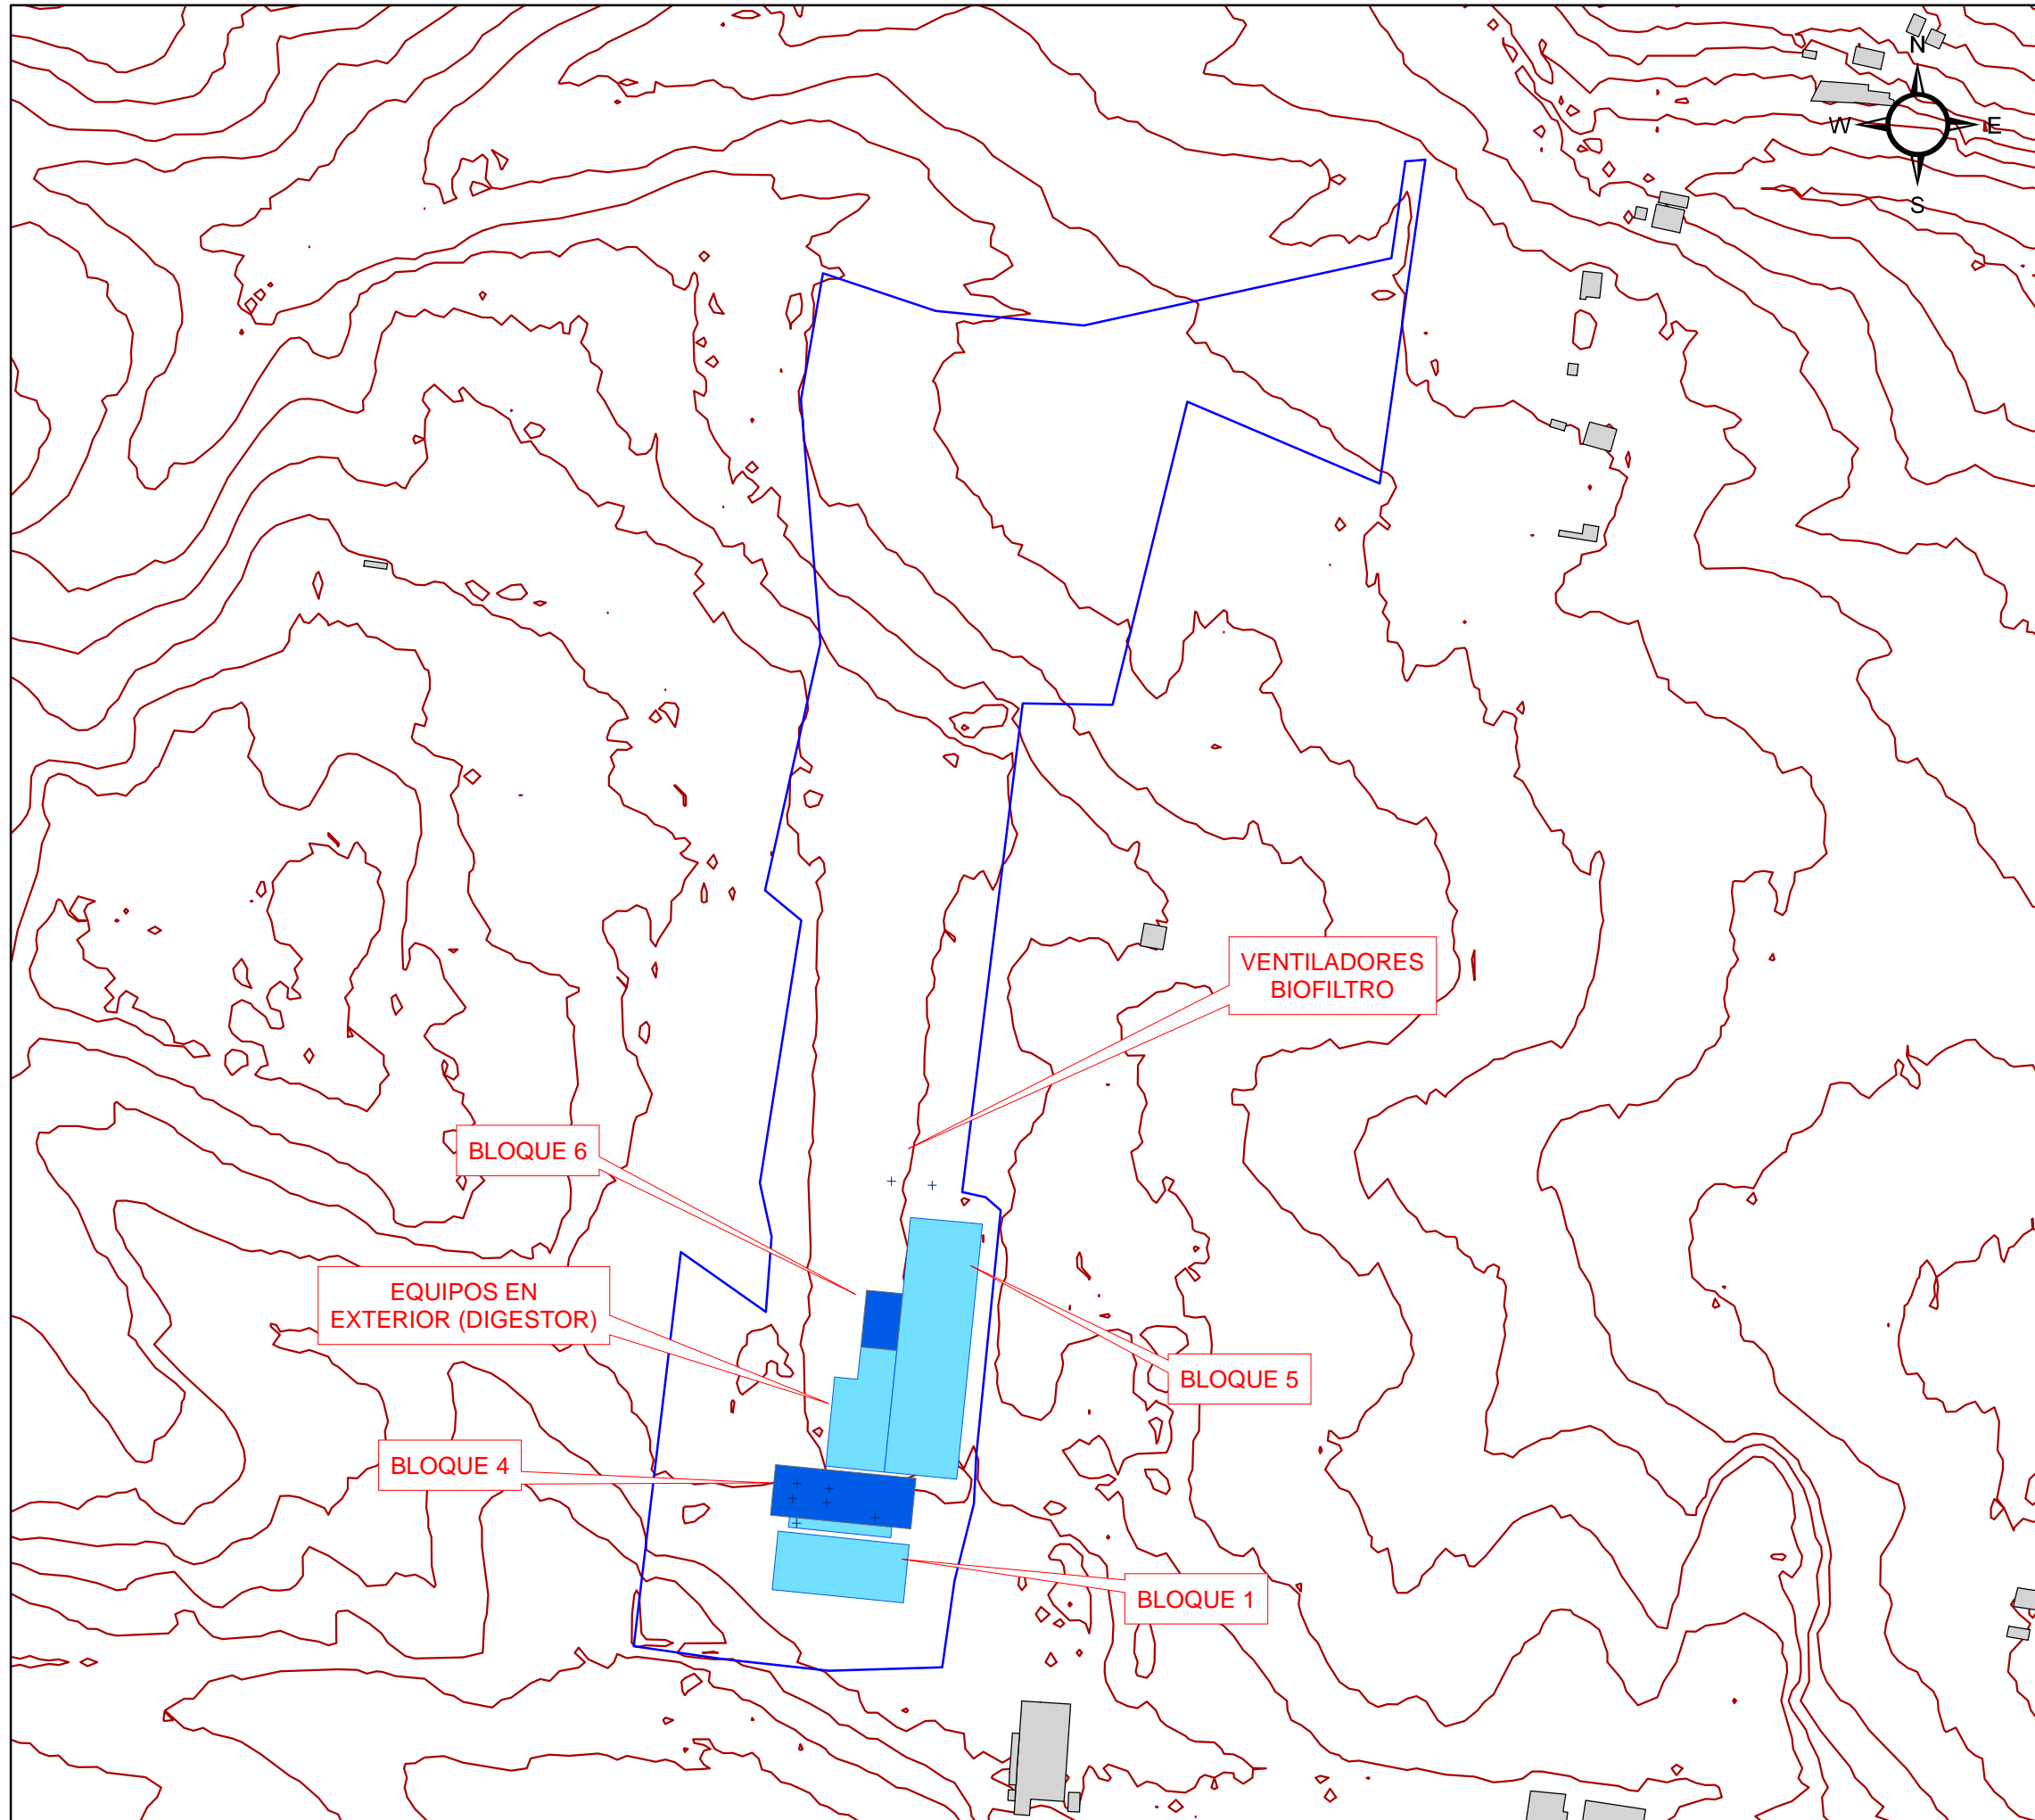 N
W
E
S
VENTILADORES
BIOFILTRO
BLOQUE 6
EQUIPOS EN
EXTERIOR (DIGESTOR)
BLOQUE 5
BLOQUE 4
BLOQUE 1